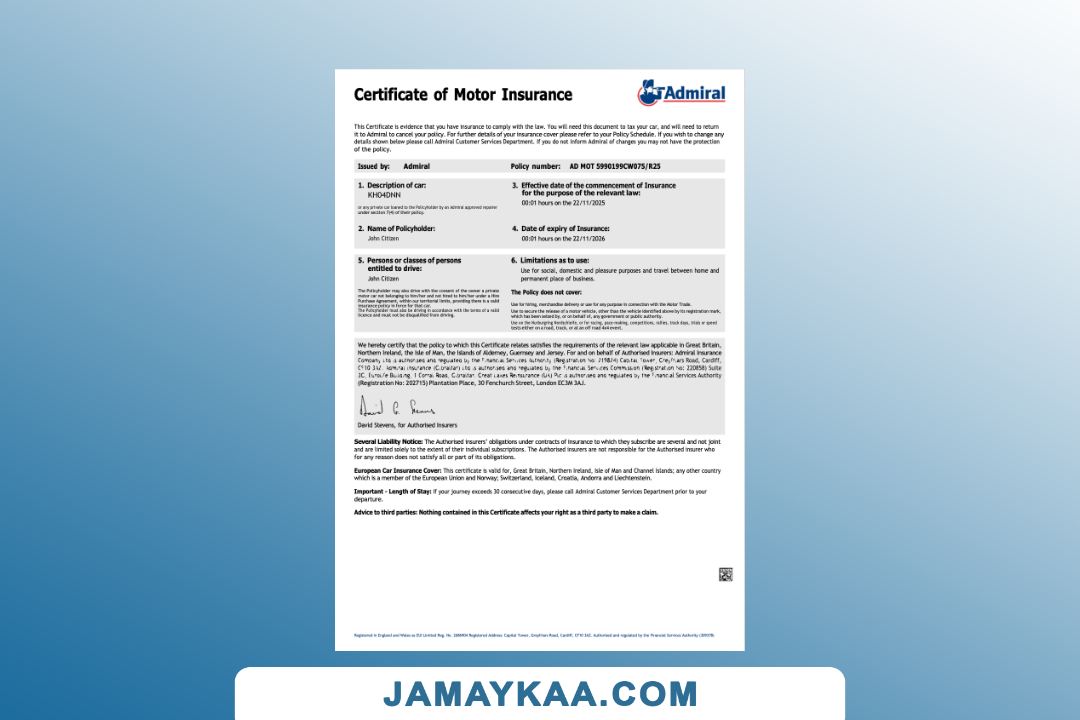 Certificate of Motor Insurance
Admiral
This Certificate is evidence that you have insurance to comply with the law. You will need this document to tax your car, and will need to return
it to Admiral to cancel your policy. For further details of your insurance cover please refer to your Policy Schedule. If you wish to change any
details shown below please call Admiral Customer Services Department. If you do not inform Admiral of changes you may not have the protection
of the policy.
Issued by: Admiral
Policy number: AD MOT 5990199CW075/R25
1. Description of car:
KH04DNN
or any private car loaned to the Policyholder by an admiral approved repairer
under section 7(4) of their policy.
2. Name of Policyholder:
John Citizen
3. Effective date of the commencement of Insurance
for the purpose of the relevant law:
00:01 hours on the 22/11/2025
4. Date of expiry of Insurance:
00:01 hours on the 22/11/2026
5. Persons or classes of persons
entitled to drive:
John Citizen
The Policyholder may also drive with the consent of the owner a private
motor car not belonging to him/her and not hired to him/her under a Hire
Purchase Agreement, within our territorial limits, providing there is a valid
insurance policy in force for that car.
The Policyholder must also be driving in accordance with the terms of a valid
licence and must not be disqualified from driving.
6. Limitations as to use:
Use for social, domestic and pleasure purposes and travel between home and
permanent place of business.
The Policy does not cover:
Use for hiring, merchandise delivery or use for any purpose in connection with the Motor Trade.
Use to secure the release of a motor vehicle, other than the vehicle identified above by its registration mark,
which has been seized by, or on behalf of, any government or public authority.
Use on the Nurburgring Nordschleife, or for racing, pace-making, competitions, rallies, track days, trials or speed
tests either on a road, track, or at an off road 4x4 event.
We hereby certify that the policy to which this Certificate relates satisfies the requirements of the relevant law applicable in Great Britain,
Northern Ireland, the Isle of Man, the Islands of Alderney, Guernsey and Jersey. For and on behalf of Authorised Insurers: Admiral Insurance
Company Ltd is authorised and regulated by the Financial Services Authority (Registration No: Capital Tower, Greyfriars Road, Cardiff,
CF10 3AZ. Admiral Insurance (Gibraltar) Ltd is authorised and regulated by the Financial Services Commission (Registration no: 220858) Suite
Corral Road, Gibraltar. Great Lakes Reinsurance (UK) Plc is authorised and regulated by the Financial Services Authority
(Registration No: 202715) Plantation Place, 30 Fenchurch Street, London EC3M 3AJ.
David Stevens, for Authorised Insurers
Several Liability Notice: The Authorised Insurers' obligations under contracts of insurance to which they subscribe are several and not joint
and are limited solely to the extent of their individual subscriptions. The Authorised Insurers are not responsible for the Authorised Insurer who
for any reason does not satisfy all or part of its obligations.
European Car Insurance Cover: This certificate is valid for, Great Britain, Northern Ireland, Isle of Man and Channel Islands; any other country
which is a member of the European Union and Norway; Switzerland, Iceland, Croatia, Andorra and Liechtenstein.
Important - Length of Stay: If your journey exceeds 30 consecutive days, please call Admiral Customer Services Department prior to your
departure.
Advice to third parties: Nothing contained in this Certificate affects your right as a third party to make a claim.
Registered in England and Wales as EUI Limited Reg. No. Registered Address: Capital Tower, Greyfriars Road, Cardiff, CF10 3AZ. Authorised and regulated by the Financial Services Authority
JAMAYKAA.COM